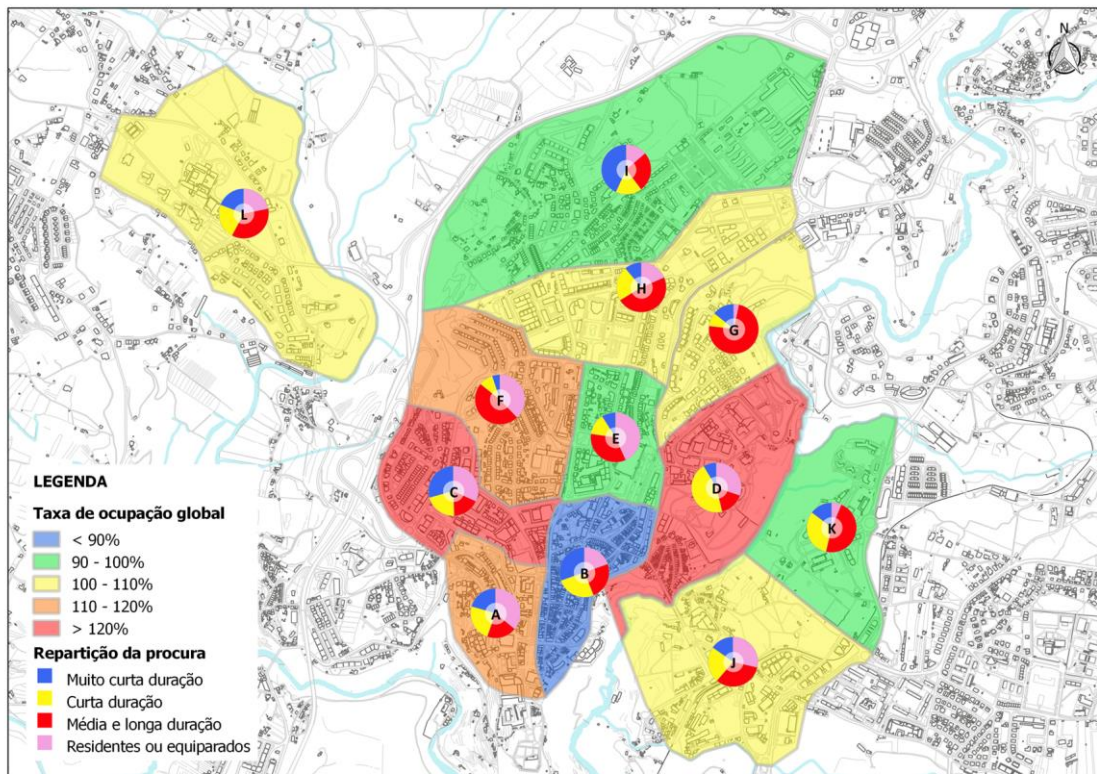 N
I
L
H
G
F
E
C
D
K
B
A
J
LEGENDA
Taxa de ocupação global
< 90%
90 - 100%
100 - 110%
110 - 120%
> 120%
Repartição da procura
Muito curta duração
Curta duração
Média e longa duração
Residentes ou equiparados